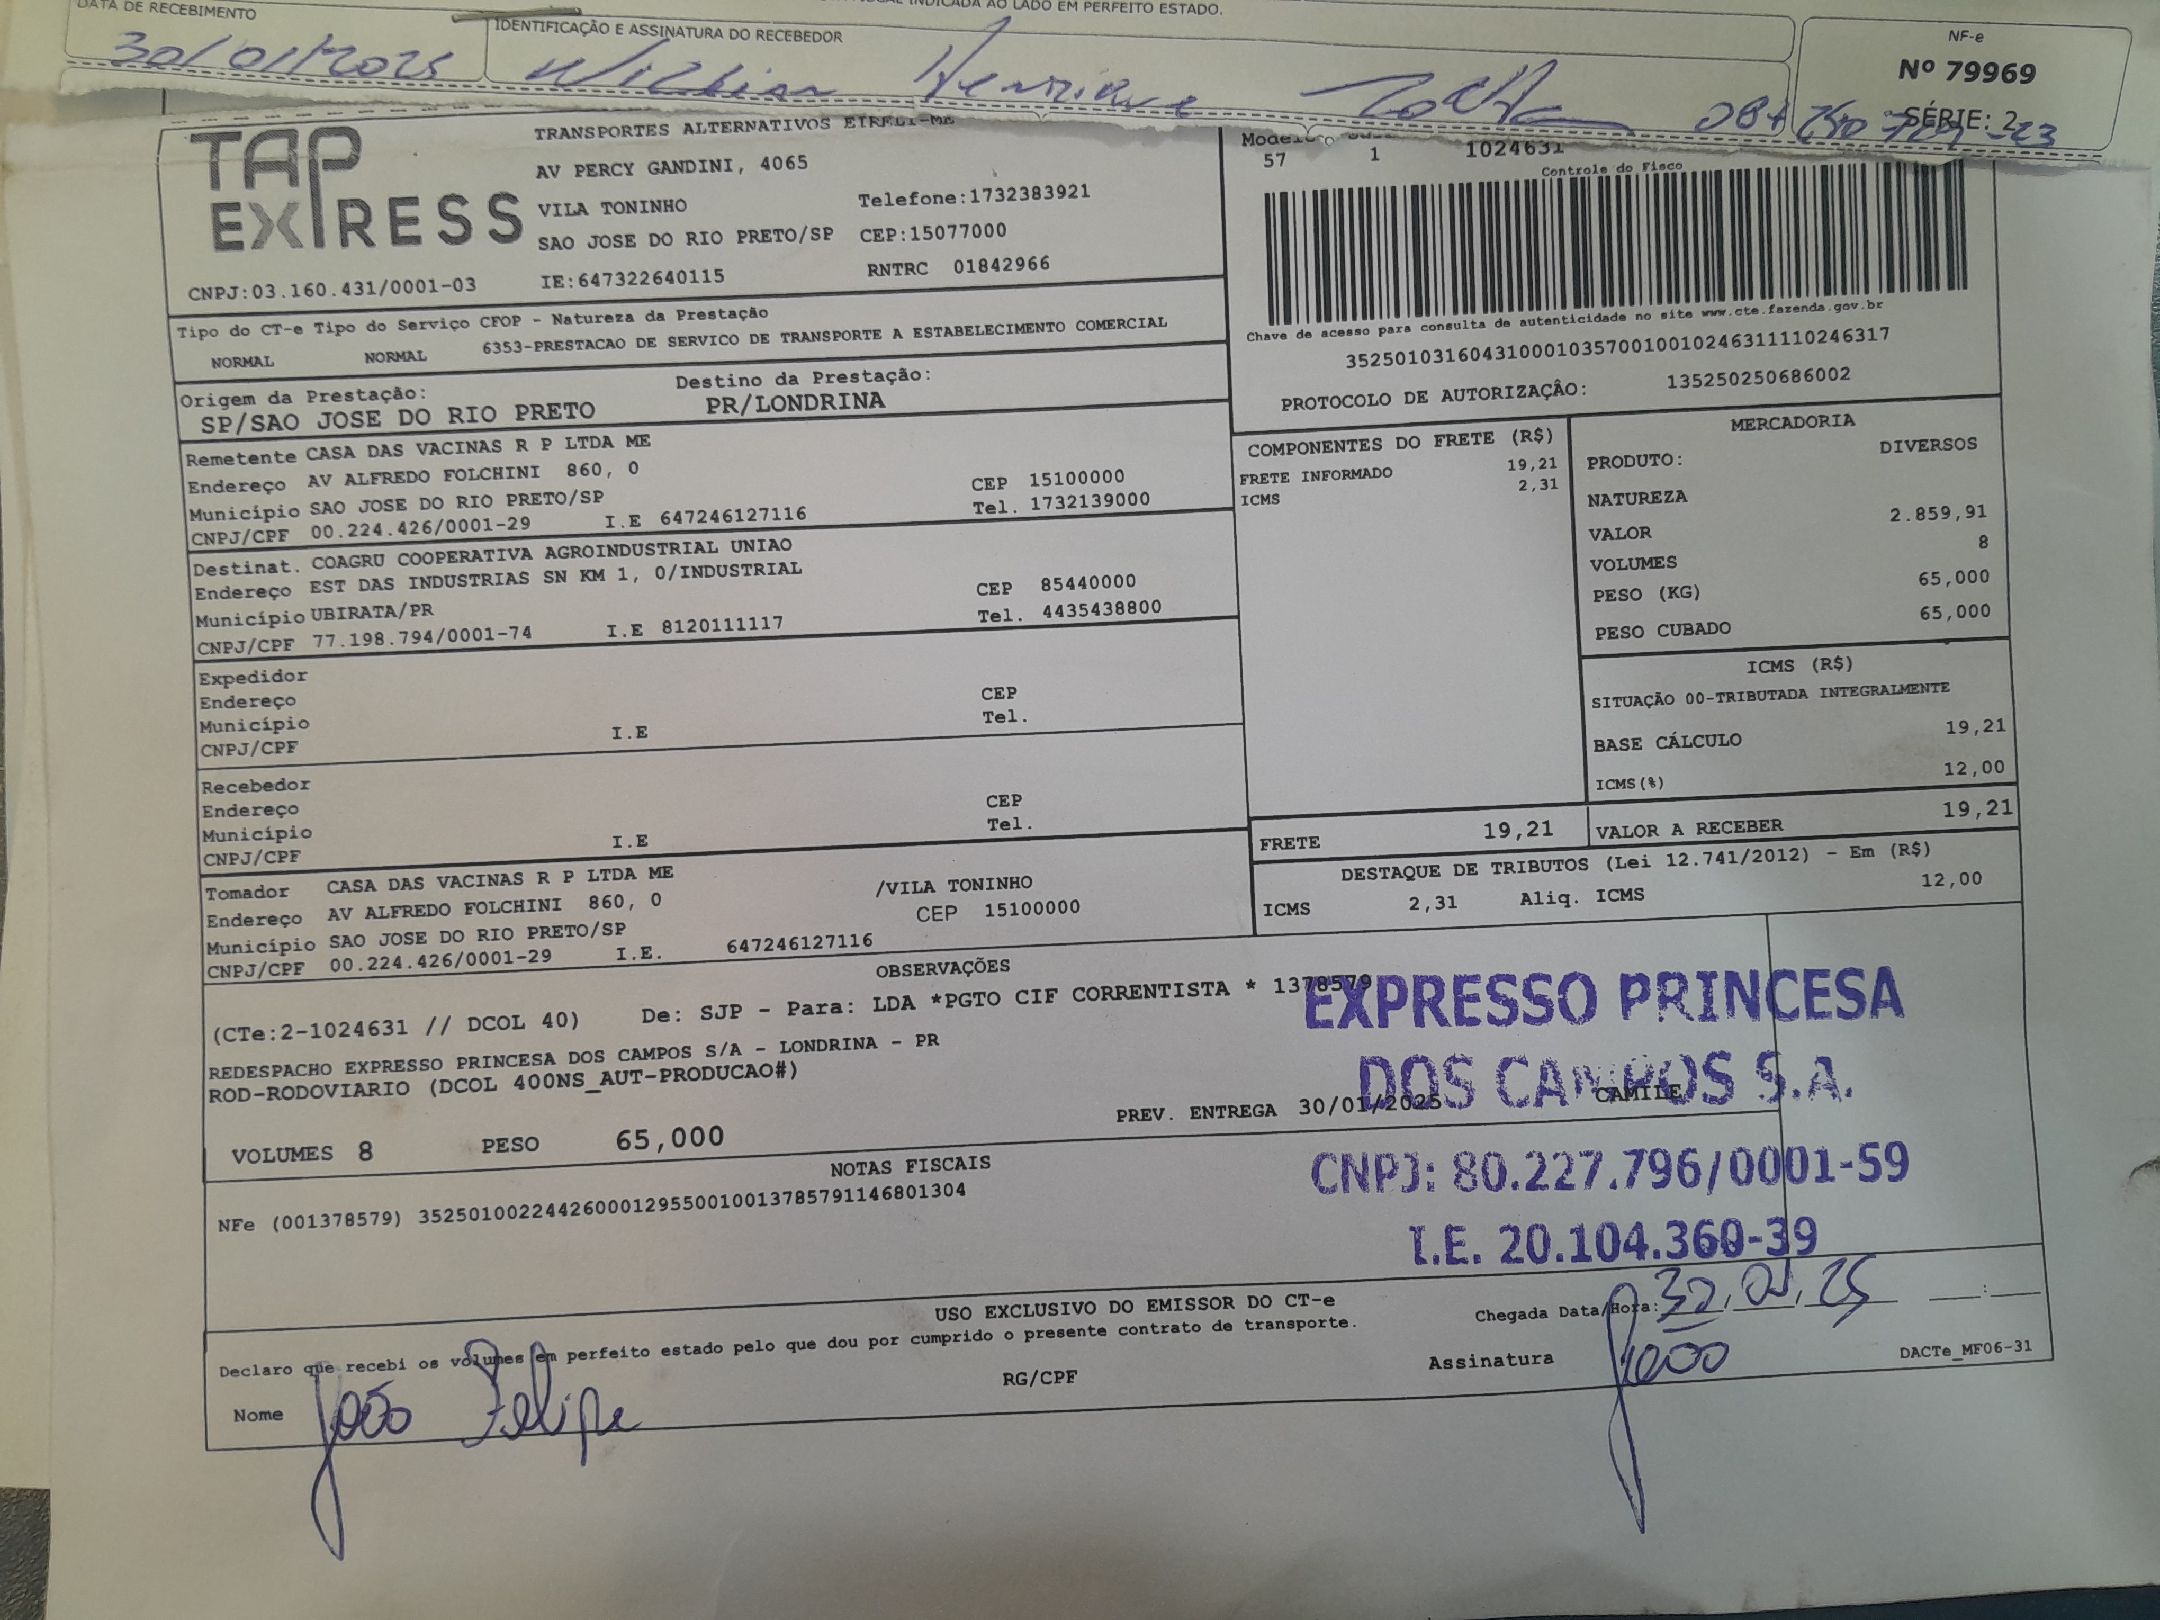 DATA DE RECEBIMENTO
INDICADA AO LADO EM PERFEITO ESTADO.
IDENTIFICAÇÃO E ASSINATURA DO RECEBEDOR
30/01/2025
Henrique
NF-e
Nº 79969
SÉRIE: 2
TAP EXPRESS
TRANSPORTES ALTERNATIVOS EIRELI-ME
AV PERCY GANDINI, 4065
VILA TONINHO Telefone:1732383921
SAO JOSE DO RIO PRETO/SP CEP:15077000
CNPJ:03.160.431/0001-03 IE:647322640115 RNTRC 01842966
Modelo
57 1 1024631
Controle do Fisco
Chave de acesso para consulta de autenticidade no site www.cte.fazenda.gov.br
35250103160431000103570010010246311110246317
PROTOCOLO DE AUTORIZAÇÂO: 135250250686002
Tipo do CT-e Tipo do Serviço CFOP - Natureza da Prestação
NORMAL NORMAL 6353-PRESTACAO DE SERVICO DE TRANSPORTE A ESTABELECIMENTO COMERCIAL
Origem da Prestação: Destino da Prestação:
SP/SAO JOSE DO RIO PRETO PR/LONDRINA
Remetente CASA DAS VACINAS R P LTDA ME
Endereço AV ALFREDO FOLCHINI 860, 0 CEP 15100000
Município SAO JOSE DO RIO PRETO/SP Tel. 1732139000
CNPJ/CPF 00.224.426/0001-29 I.E 647246127116
Destinat. COAGRU COOPERATIVA AGROINDUSTRIAL UNIAO
Endereço EST DAS INDUSTRIAS SN KM 1, 0/INDUSTRIAL CEP 85440000
Município UBIRATA/PR Tel. 4435438800
CNPJ/CPF 77.198.794/0001-74 I.E 8120111117
Expedidor
Endereço CEP
Município Tel.
CNPJ/CPF I.E
Recebedor
Endereço CEP
Município Tel.
CNPJ/CPF I.E
Tomador CASA DAS VACINAS R P LTDA ME /VILA TONINHO
Endereço AV ALFREDO FOLCHINI 860, 0 CEP 15100000
Município SAO JOSE DO RIO PRETO/SP
CNPJ/CPF 00.224.426/0001-29 I.E. 647246127116
COMPONENTES DO FRETE (R$)
FRETE INFORMADO 19,21
ICMS 2,31
MERCADORIA
PRODUTO: DIVERSOS
NATUREZA
VALOR 2.859,91
VOLUMES 8
PESO (KG) 65,000
PESO CUBADO 65,000
ICMS (R$)
SITUAÇÃO 00-TRIBUTADA INTEGRALMENTE
BASE CÁLCULO 19,21
ICMS(%) 12,00
FRETE 19,21 VALOR A RECEBER 19,21
DESTAQUE DE TRIBUTOS (Lei 12.741/2012) - Em (R$)
ICMS 2,31 Aliq. ICMS 12,00
OBSERVAÇÕES
(CTe:2-1024631 // DCOL 40) De: SJP - Para: LDA *PGTO CIF CORRENTISTA * 1378579
REDESPACHO EXPRESSO PRINCESA DOS CAMPOS S/A - LONDRINA - PR
ROD-RODOVIARIO (DCOL 400NS_AUT-PRODUCAO#)
PREV. ENTREGA 30/01/2025 CAMILE
VOLUMES 8 PESO 65,000
EXPRESSO PRINCESA
DOS CAMPOS S.A.
CNPJ: 80.227.796/0001-59
I.E. 20.104.360-39
NOTAS FISCAIS
NFe (001378579) 35250100224426000129550010013785791146801304
USO EXCLUSIVO DO EMISSOR DO CT-e
Declaro que recebi os volumes em perfeito estado pelo que dou por cumprido o presente contrato de transporte.
Chegada Data/Hora:
Nome João Felipe RG/CPF Assinatura João
DACTe_MF06-31